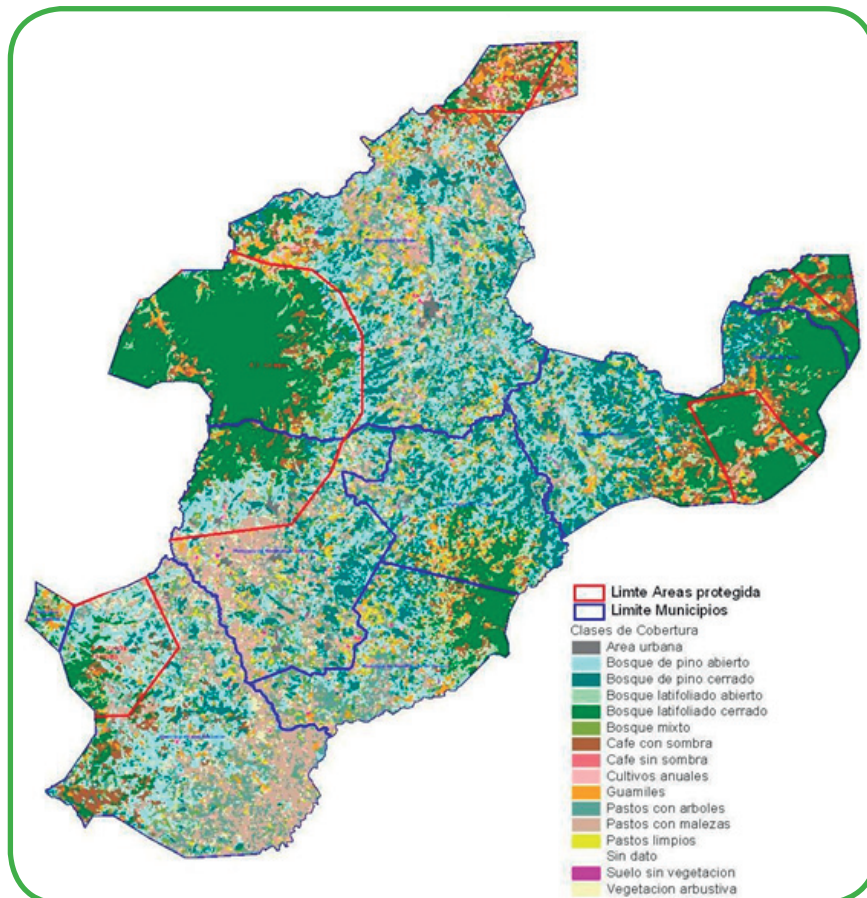 Limte Areas protegida
Limite Municipios
Clases de Cobertura
Area urbana
Bosque de pino abierto
Bosque de pino cerrado
Bosque latifoliado abierto
Bosque latifoliado cerrado
Bosque mixto
Cafe con sombra
Cafe sin sombra
Cultivos anuales
Guamiles
Pastos con arboles
Pastos con malezas
Pastos limpios
Sin dato
Suelo sin vegetacion
Vegetacion arbustiva